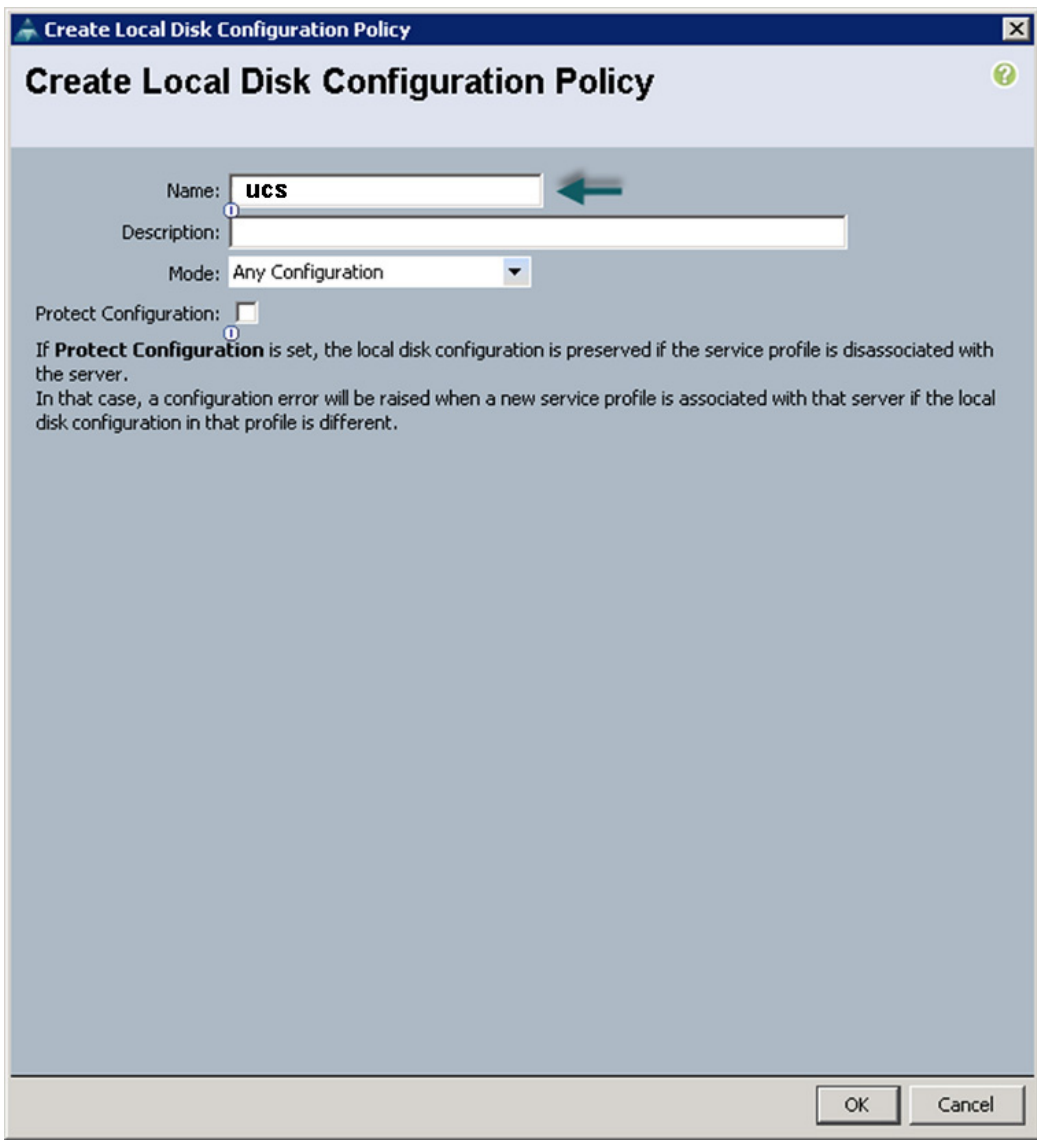 Create Local Disk Configuration Policy
Create Local Disk Configuration Policy
Name: ucs
Description:
Mode: Any Configuration
Protect Configuration:
If Protect Configuration is set, the local disk configuration is preserved if the service profile is disassociated with
the server.
In that case, a configuration error will be raised when a new service profile is associated with that server if the local
disk configuration in that profile is different.
OK Cancel